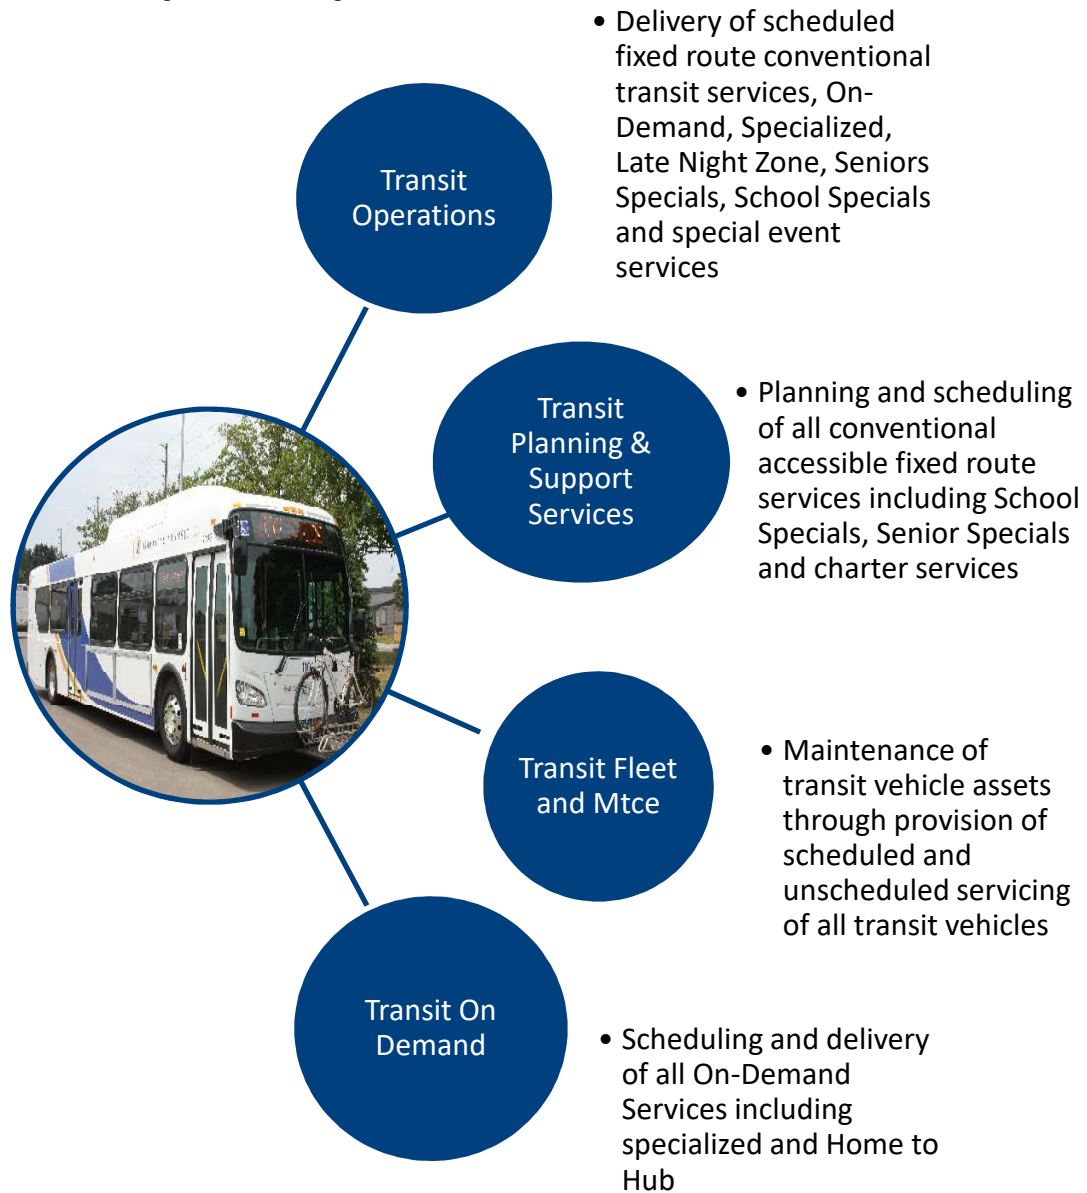 • Delivery of scheduled
fixed route conventional
transit services, On-
Demand, Specialized,
Late Night Zone, Seniors
Specials, School Specials
and special event
services
Transit
Operations
Transit
Planning &
Support
Services
• Planning and scheduling
of all conventional
accessible fixed route
services including School
Specials, Senior Specials
and charter services
Transit Fleet
and Mtce
• Maintenance of
transit vehicle assets
through provision of
scheduled and
unscheduled servicing
of all transit vehicles
Transit On
Demand
• Scheduling and delivery
of all On-Demand
Services including
specialized and Home to
Hub